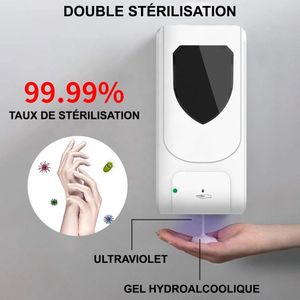 DOUBLE STÉRILISATION
99.99%
TAUX DE STÉRILISATION
ULTRAVIOLET
GEL HYDROALCOOLIQUE